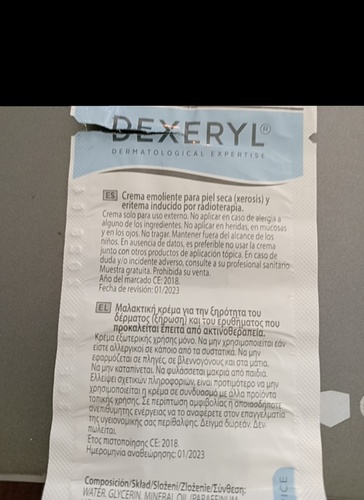 DEXERYL®
DERMATOLOGICAL EXPERTISE
ES Crema emoliente para piel seca (xerosis) y
eritema inducido por radioterapia.
Crema solo para uso externo. No aplicar en caso de alergia a
alguno de los ingredientes. No aplicar en heridas, en mucosas
y en los ojos. No tragar. Mantener fuera del alcance de los
niños. En ausencia de datos, es preferible no usar la crema
junto con otros productos de aplicación tópica. En caso de
duda y/o incidente adverso, consulte a su profesional sanitario
Muestra gratuita. Prohibida su venta.
Año del marcado CE: 2018.
Fecha de revisión: 01/2023
EL Μαλακτική κρέμα για την ξηρότητα του
δέρματος (ξήρωση) και του ερυθήματος που
προκαλείται έπειτα από ακτινοθεραπεία.
Κρέμα εξωτερικής χρήσης μόνο. Να μην χρησιμοποιείται εάν
είστε αλλεργικοί σε κάποιο από τα συστατικά. Να μην
εφαρμόζεται σε πληγές, σε βλεννογόνους και στα μάτια.
Να μην καταπίνεται. Να φυλάσσεται μακριά από παιδιά.
Ελλείψει σχετικών πληροφοριών, είναι προτιμότερο να μην
χρησιμοποιείται η κρέμα σε συνδυασμό με άλλα προϊόντα
τοπικής χρήσης. Σε περίπτωση αμφιβολίας ή οποιασδήποτε
ανεπιθύμητης ενέργειας να το αναφέρετε στον επαγγελματία
της υγειονομικής σας περίθαλψης. Δείγμα δωρεάν. Δεν
πωλείται.
Έτος πιστοποίησης CE: 2018.
Ημερομηνία αναθεώρησης: 01/2023
Composición/Skład/Složení/Zloženie/Σύνθεση:
WATER, GLYCERIN, MINERAL OIL (PARAFFINUM
CE